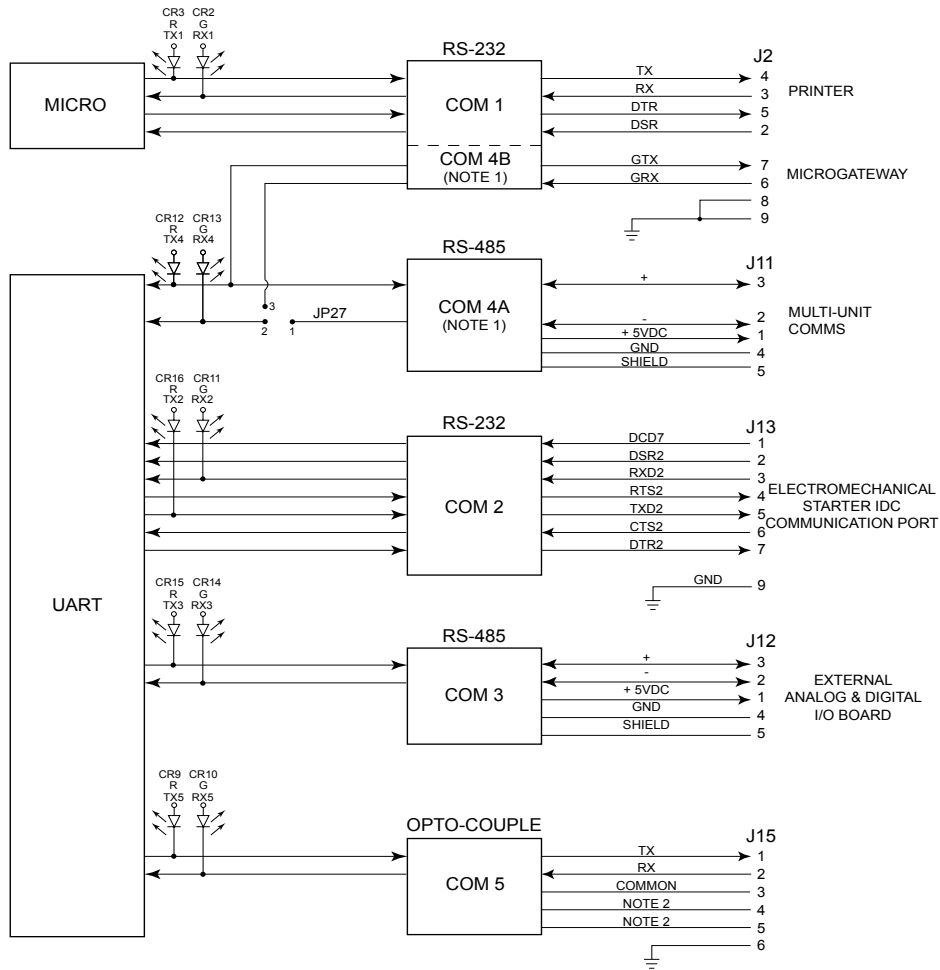 CR3 CR2
R G
TX1 RX1
MICRO
RS-232
COM 1
COM 4B
(NOTE 1)
TX
RX
DTR
DSR
GTX
GRX
J2
4
3
5
2
7
6
8
9
PRINTER
MICROGATEWAY
CR12 CR13
R G
TX4 RX4
3
2 1
JP27
RS-485
COM 4A
(NOTE 1)
+
-
+ 5VDC
GND
SHIELD
J11
3
2
1
4
5
MULTI-UNIT
COMMS
UART
CR16 CR11
R G
TX2 RX2
RS-232
COM 2
DCD7
DSR2
RXD2
RTS2
TXD2
CTS2
DTR2
GND
J13
1
2
3
4
5
6
7
9
ELECTROMECHANICAL
STARTER IDC
COMMUNICATION PORT
CR15 CR14
R G
TX3 RX3
RS-485
COM 3
+
-
+ 5VDC
GND
SHIELD
J12
3
2
1
4
5
EXTERNAL
ANALOG & DIGITAL
I/O BOARD
CR9 CR10
R G
TX5 RX5
OPTO-COUPLE
COM 5
TX
RX
COMMON
NOTE 2
NOTE 2
J15
1
2
3
4
5
6